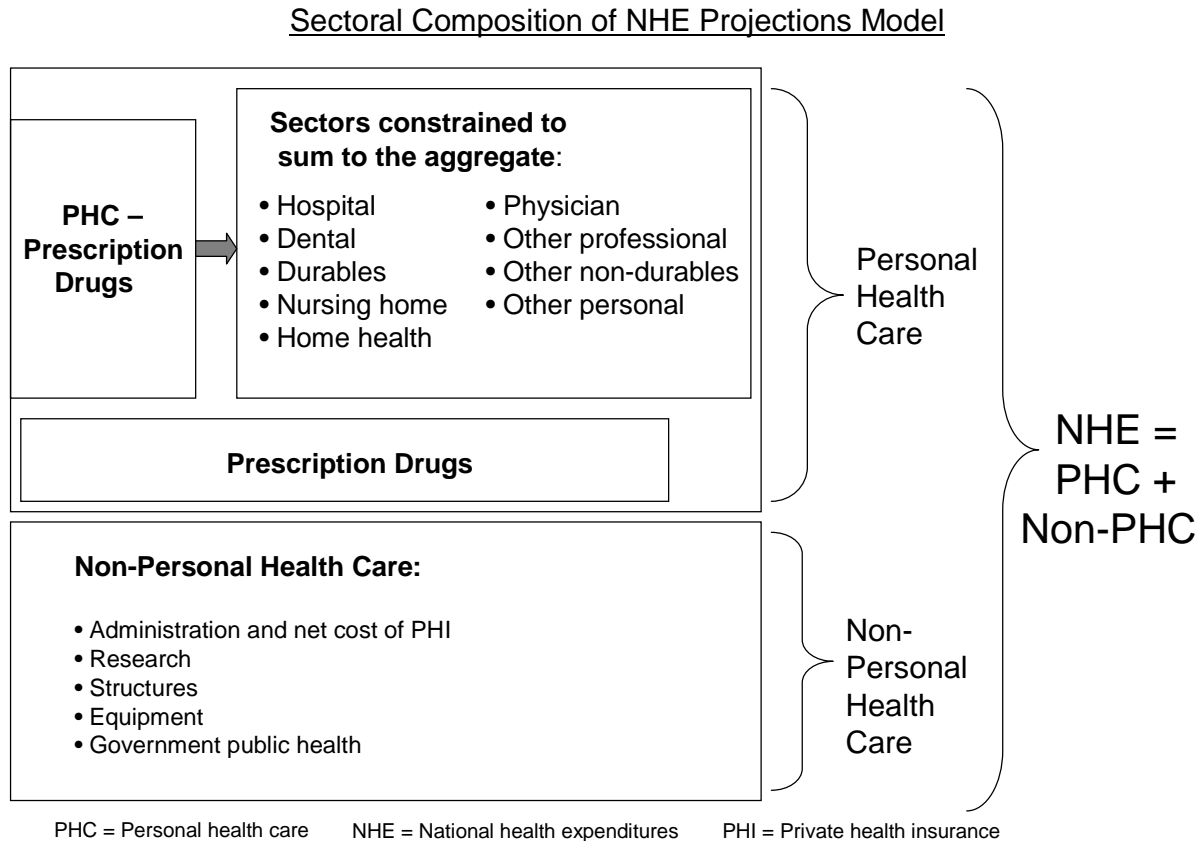 Sectoral Composition of NHE Projections Model
PHC –
Prescription
Drugs
Sectors constrained to
sum to the aggregate:
• Hospital
• Dental
• Durables
• Nursing home
• Home health
• Physician
• Other professional
• Other non-durables
• Other personal
Prescription Drugs
Personal
Health
Care
Non-Personal Health Care:
• Administration and net cost of PHI
• Research
• Structures
• Equipment
• Government public health
Non-
Personal
Health
Care
NHE =
PHC +
Non-PHC
PHC = Personal health care NHE = National health expenditures PHI = Private health insurance